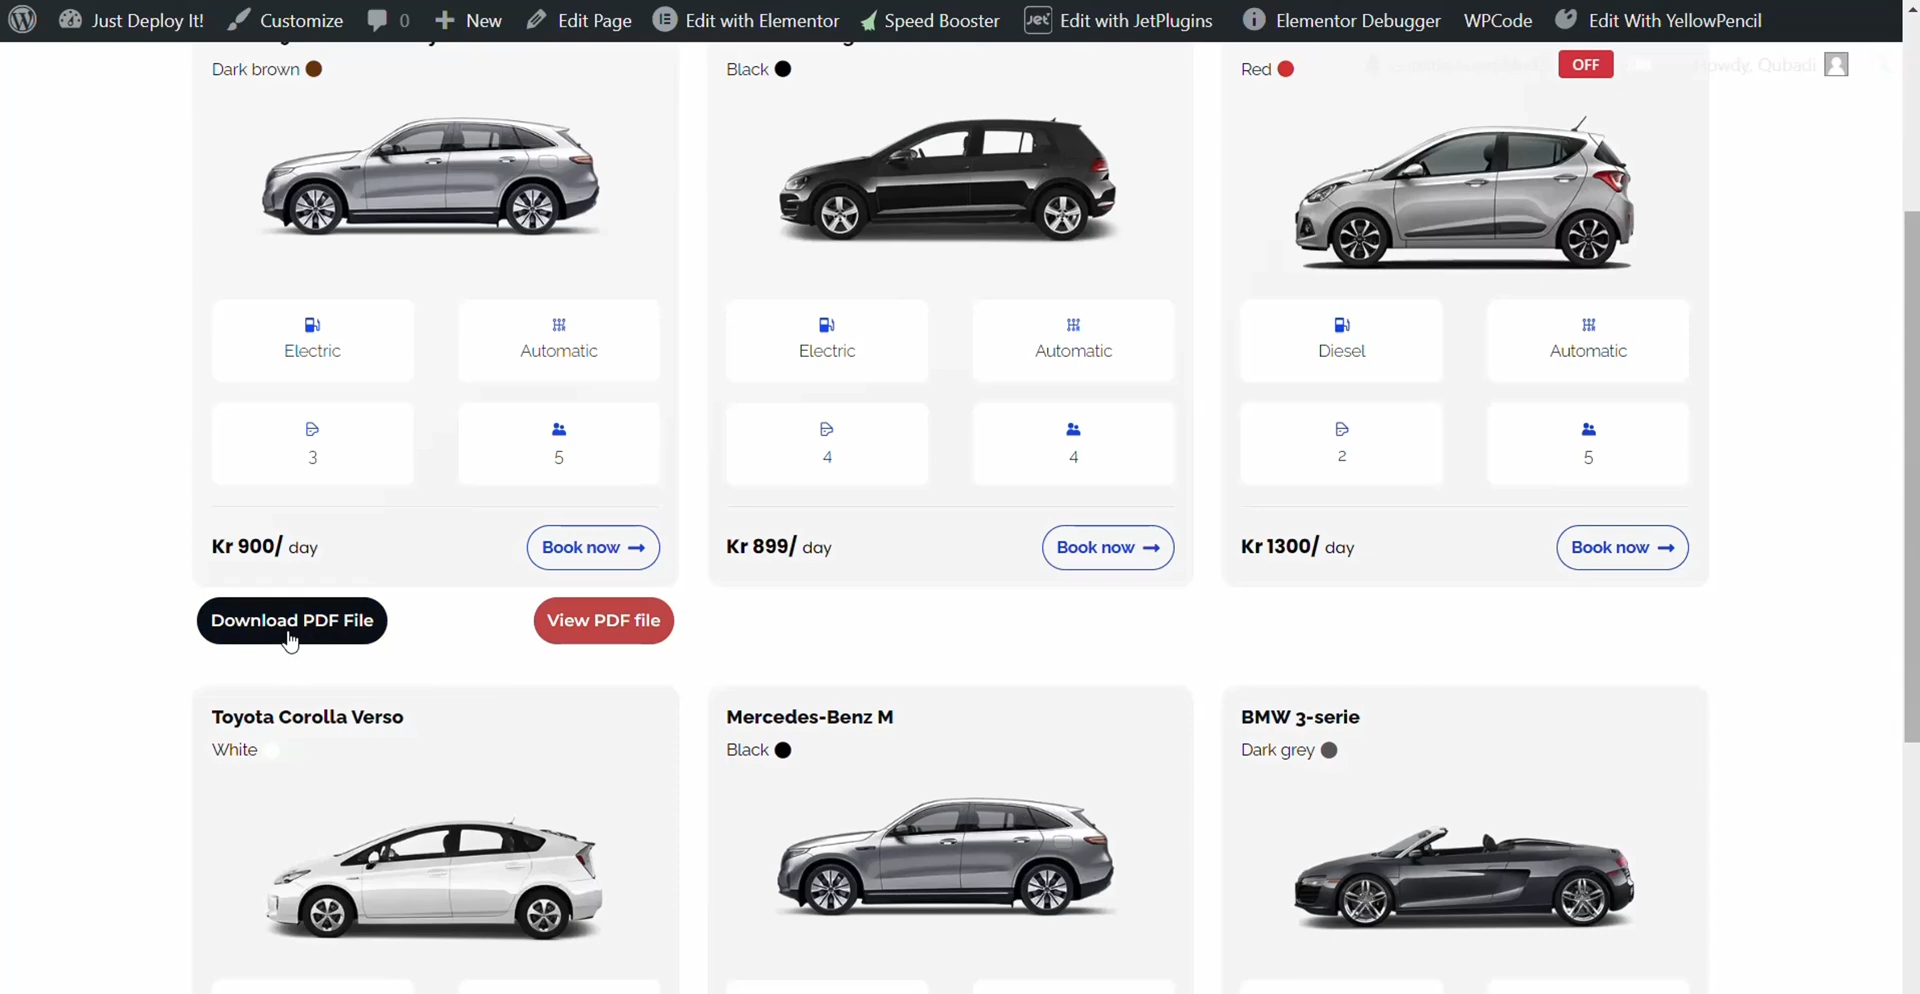 Just Deploy It! Customize 0 New Edit Page Edit with Elementor Speed Booster Jet Edit with JetPlugins Elementor Debugger WPCode Edit With YellowPencil
OFF Howdy, Qubadi
Dark brown
Black
Red
Electric Automatic
Electric Automatic
Diesel Automatic
3 5
4 4
2 5
Kr 900/ day Book now →
Kr 899/ day Book now →
Kr 1300/ day Book now →
Download PDF File View PDF file
Toyota Corolla Verso
White
Mercedes-Benz M
Black
BMW 3-serie
Dark grey